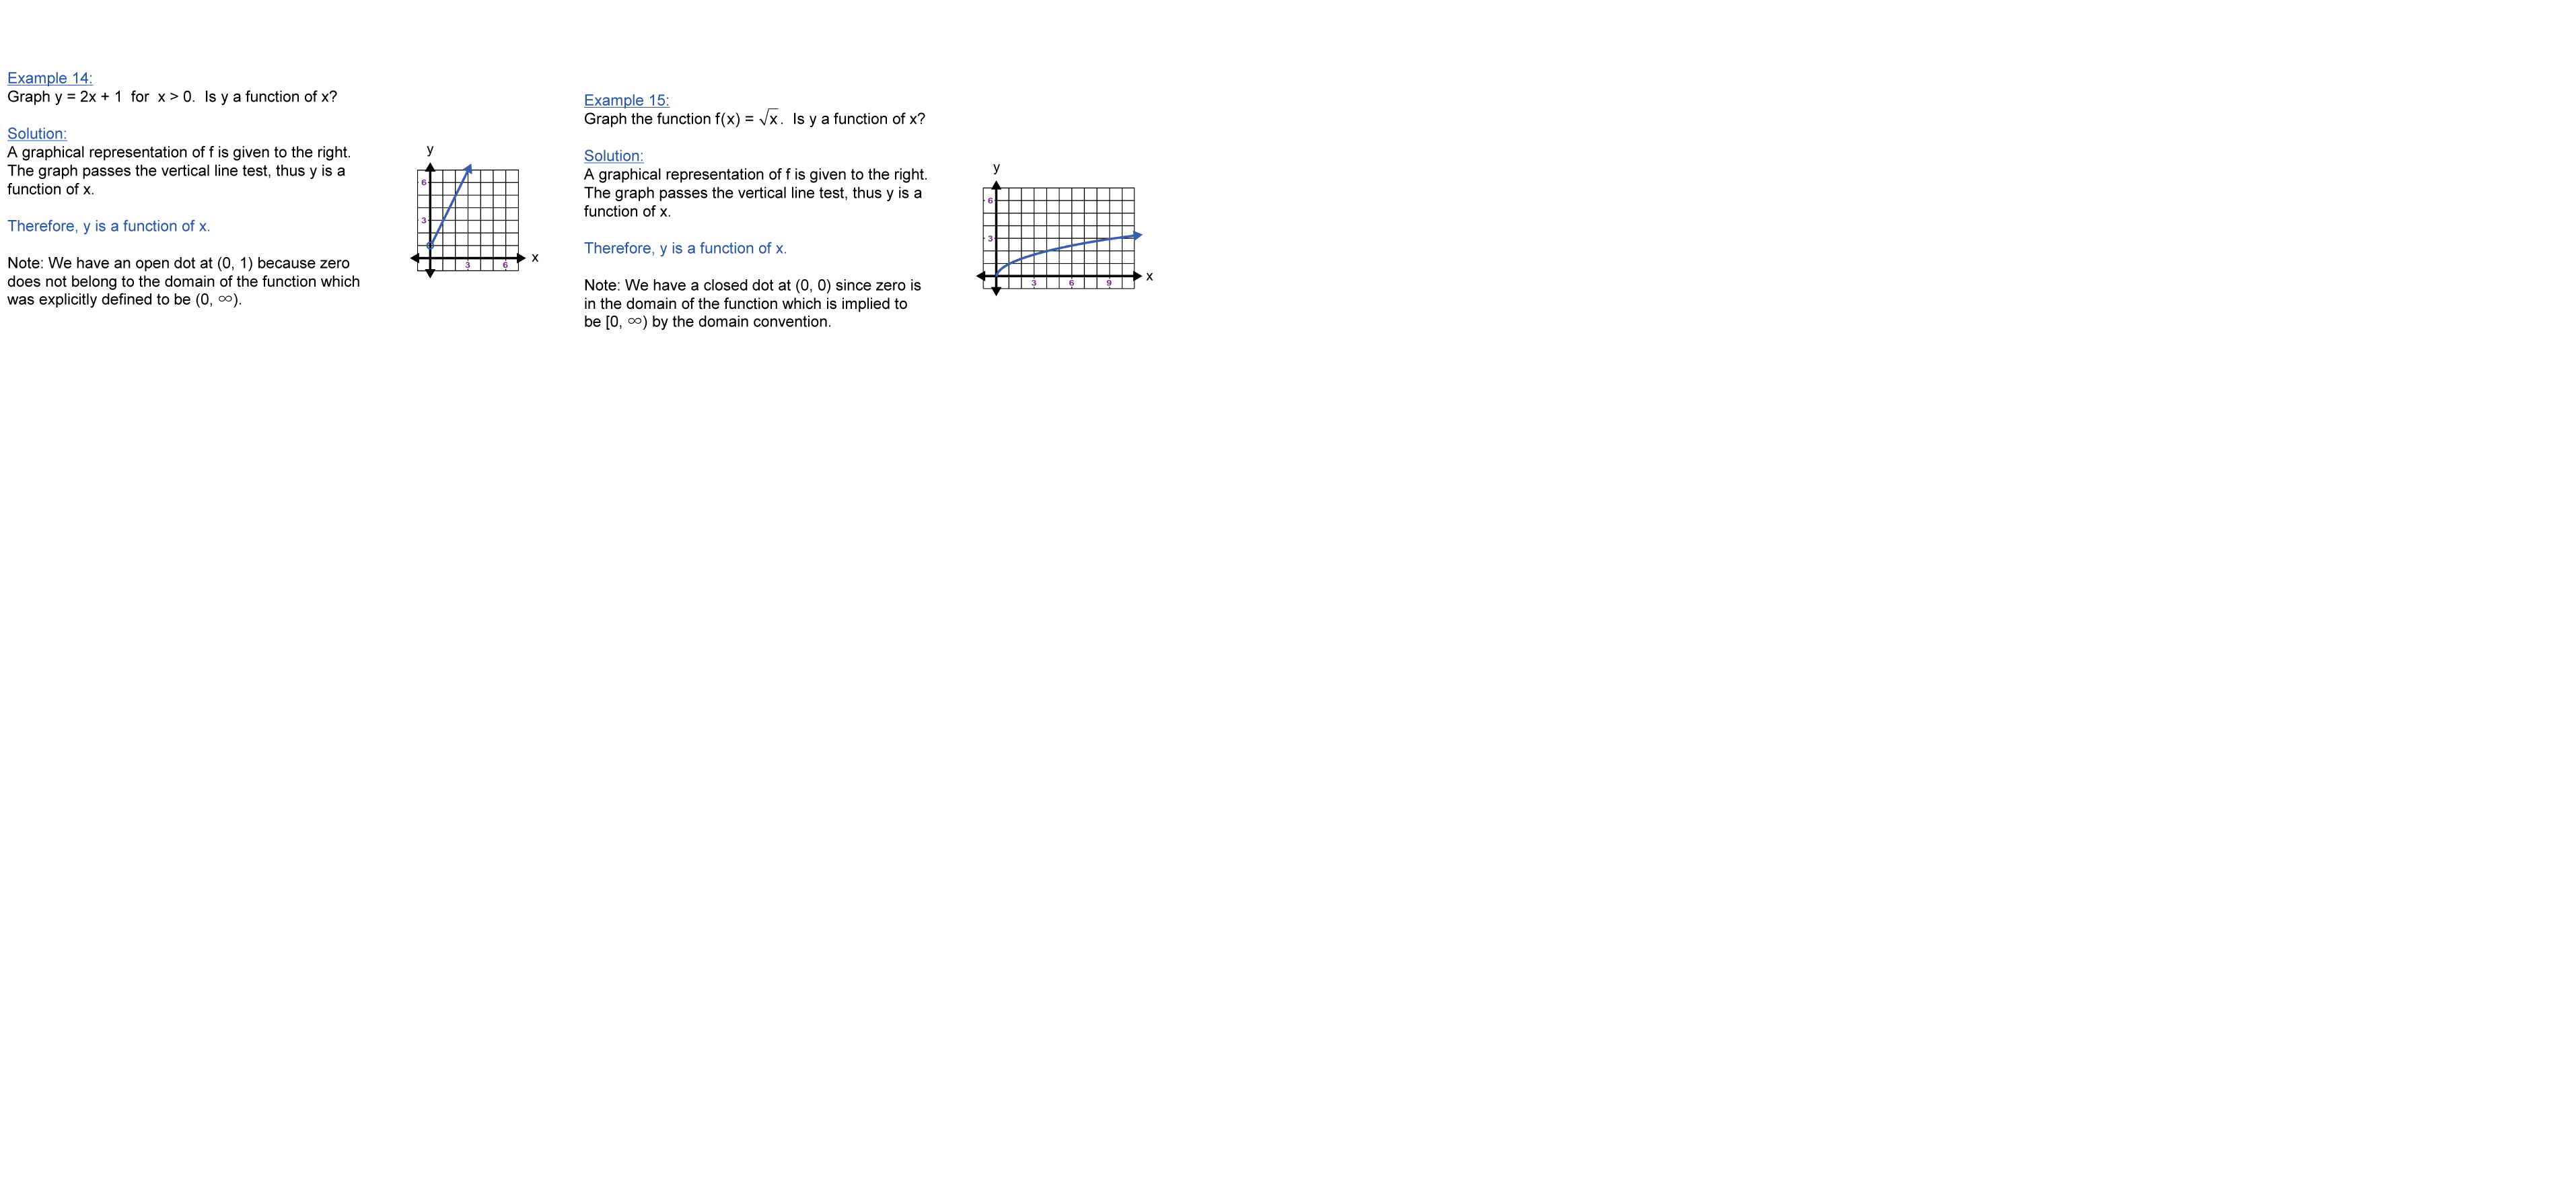 Example 14:
Graph y = 2x + 1 for x > 0. Is y a function of x?
Solution:
A graphical representation of f is given to the right.
The graph passes the vertical line test, thus y is a
function of x.
Therefore, y is a function of x.
Note: We have an open dot at (0, 1) because zero
does not belong to the domain of the function which
was explicitly defined to be (0, ∞).
y
6
3
3 6
x
Example 15:
Graph the function f(x) = √x. Is y a function of x?
Solution:
A graphical representation of f is given to the right.
The graph passes the vertical line test, thus y is a
function of x.
Therefore, y is a function of x.
Note: We have a closed dot at (0, 0) since zero is
in the domain of the function which is implied to
be [0, ∞) by the domain convention.
y
6
3
3 6 9
x